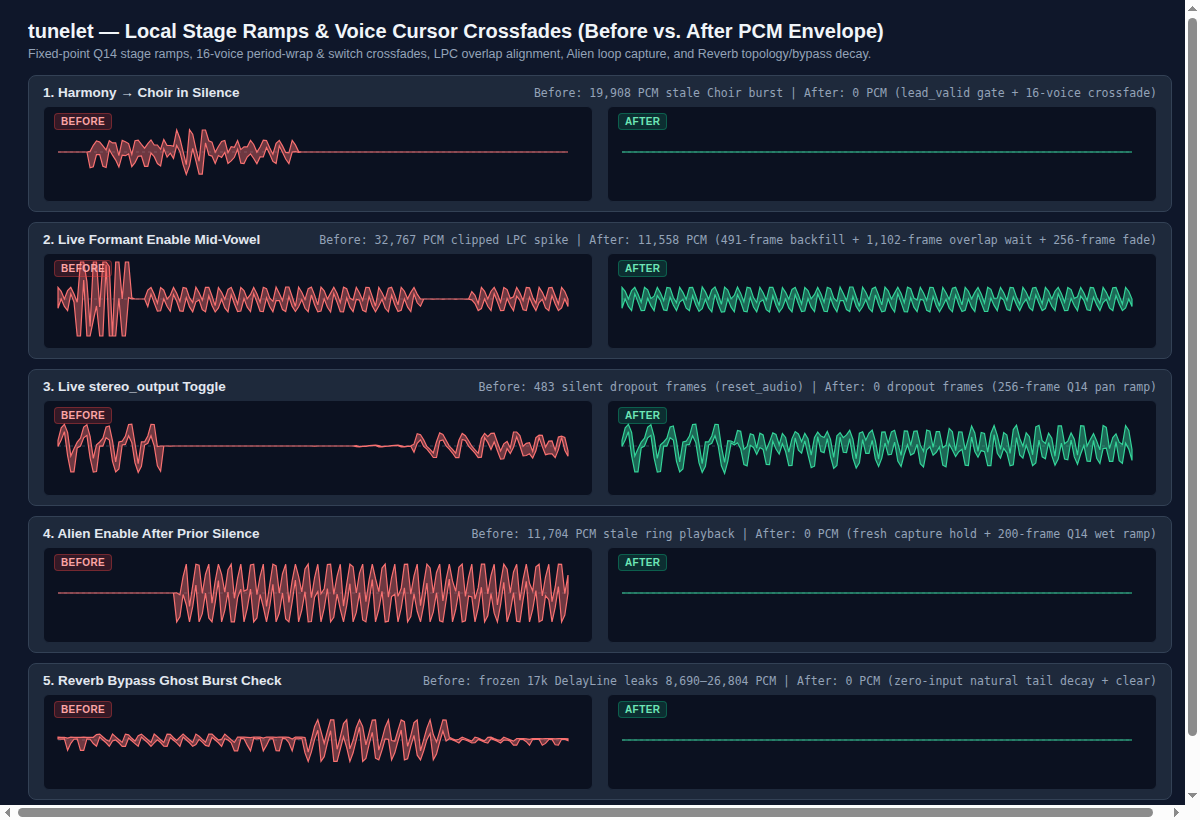 tunelet — Local Stage Ramps & Voice Cursor Crossfades (Before vs. After PCM Envelope)
Fixed-point Q14 stage ramps, 16-voice period-wrap & switch crossfades, LPC overlap alignment, Alien loop capture, and Reverb topology/bypass decay.
1. Harmony → Choir in Silence
Before: 19,908 PCM stale Choir burst | After: 0 PCM (lead_valid gate + 16-voice crossfade)
BEFORE
AFTER
2. Live Formant Enable Mid-Vowel
Before: 32,767 PCM clipped LPC spike | After: 11,558 PCM (491-frame backfill + 1,102-frame overlap wait + 256-frame fade)
BEFORE
AFTER
3. Live stereo_output Toggle
Before: 483 silent dropout frames (reset_audio) | After: 0 dropout frames (256-frame Q14 pan ramp)
BEFORE
AFTER
4. Alien Enable After Prior Silence
Before: 11,704 PCM stale ring playback | After: 0 PCM (fresh capture hold + 200-frame Q14 wet ramp)
BEFORE
AFTER
5. Reverb Bypass Ghost Burst Check
Before: frozen 17k DelayLine leaks 8,690–26,804 PCM | After: 0 PCM (zero-input natural tail decay + clear)
BEFORE
AFTER